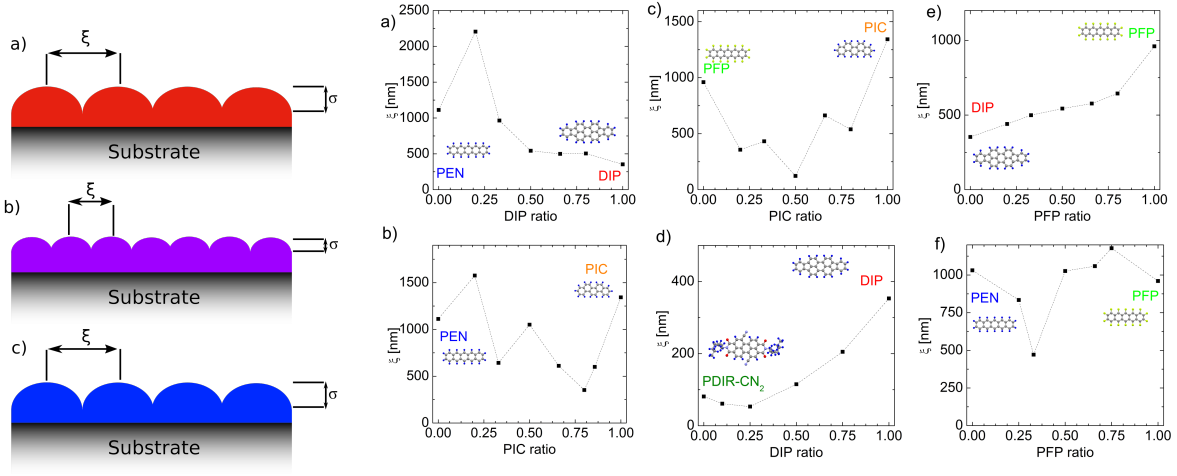 a)
ξ
σ
Substrate
b)
ξ
σ
Substrate
c)
ξ
σ
Substrate
a)
2500
2000
1500
1000
500
0
ξ [nm]
PEN
DIP
0.00 0.25 0.50 0.75 1.00
DIP ratio
b)
2000
1500
1000
500
0
ξ [nm]
PEN
PIC
0.00 0.25 0.50 0.75 1.00
PIC ratio
c)
1500
1000
500
0
ξ [nm]
PFP
PIC
0.00 0.25 0.50 0.75 1.00
PIC ratio
d)
400
200
0
ξ [nm]
PDIR-CN2
DIP
0.00 0.25 0.50 0.75 1.00
DIP ratio
e)
1000
750
500
250
0
ξ [nm]
DIP
PFP
0.00 0.25 0.50 0.75 1.00
PFP ratio
f)
1000
750
500
250
0
ξ [nm]
PEN
PFP
0.00 0.25 0.50 0.75 1.00
PFP ratio